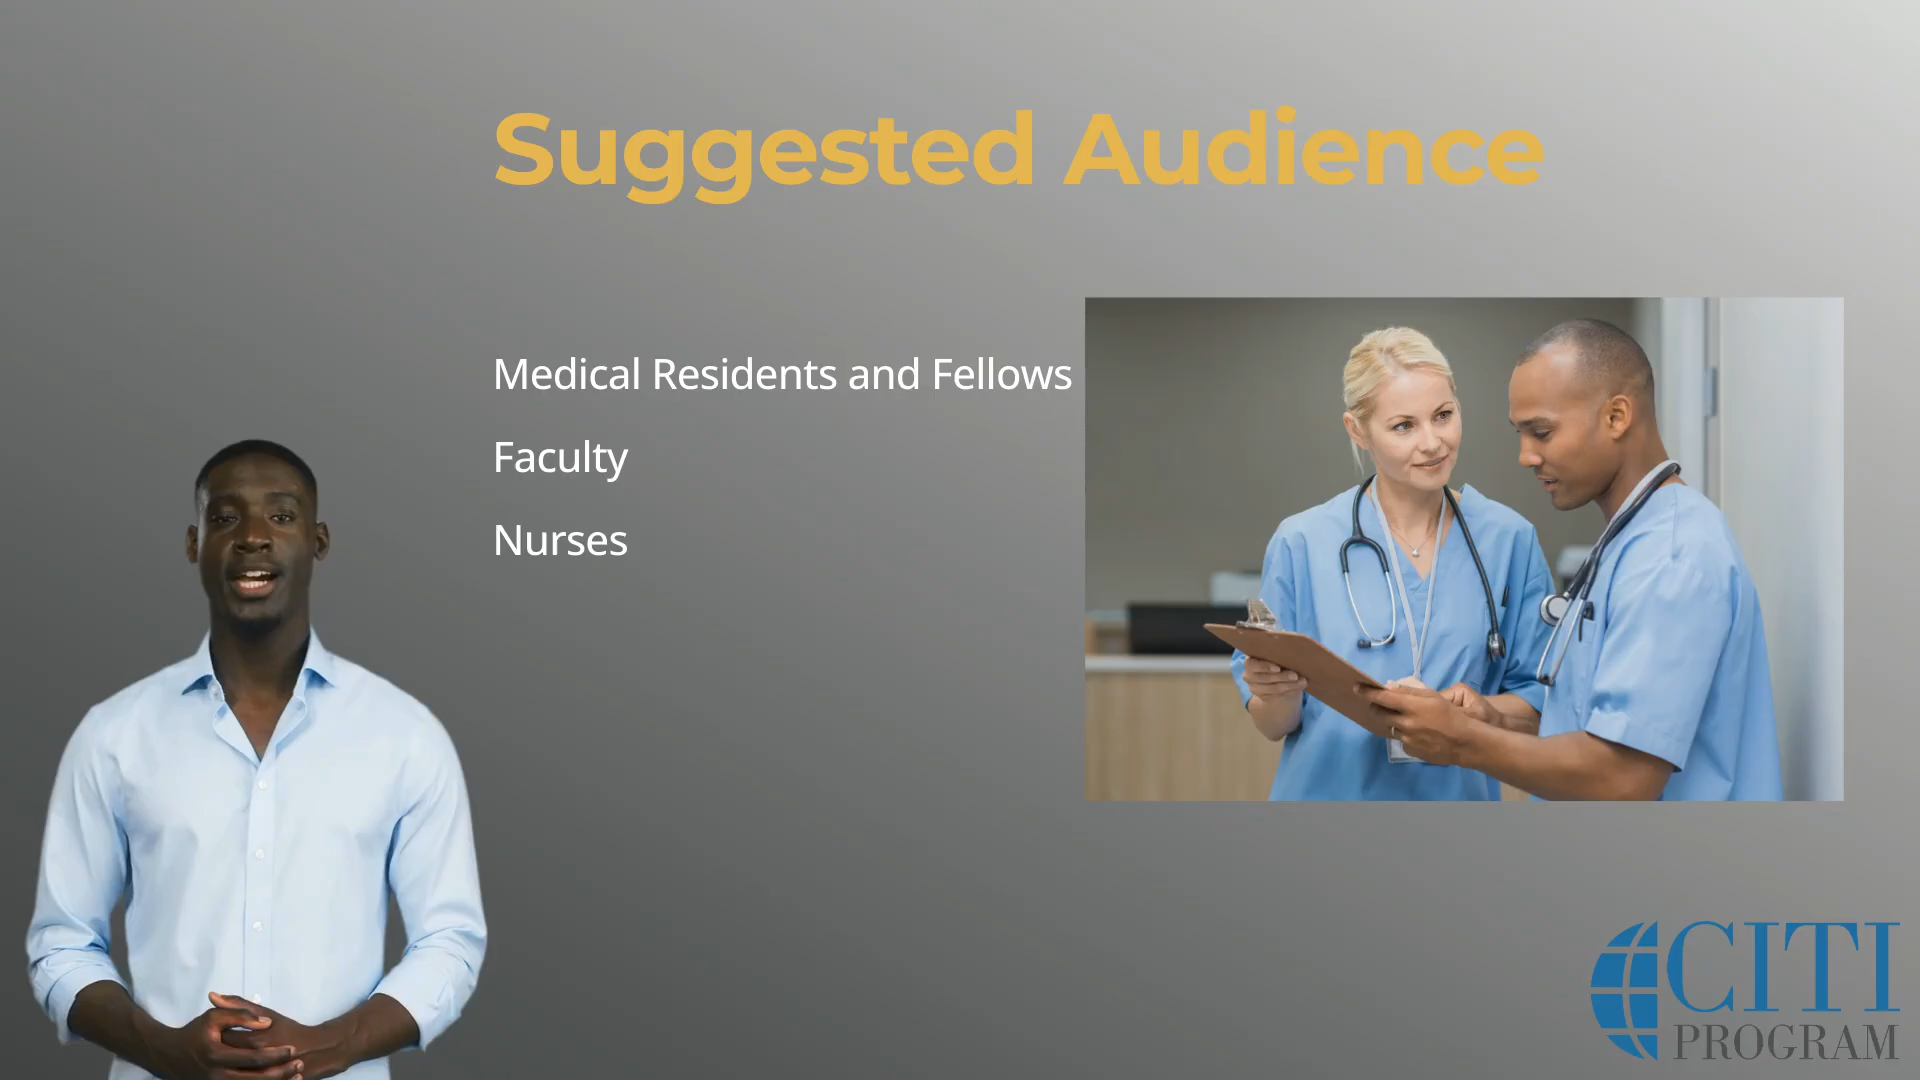 Suggested Audience
Medical Residents and Fellows
Faculty
Nurses
CITI
PROGRAM